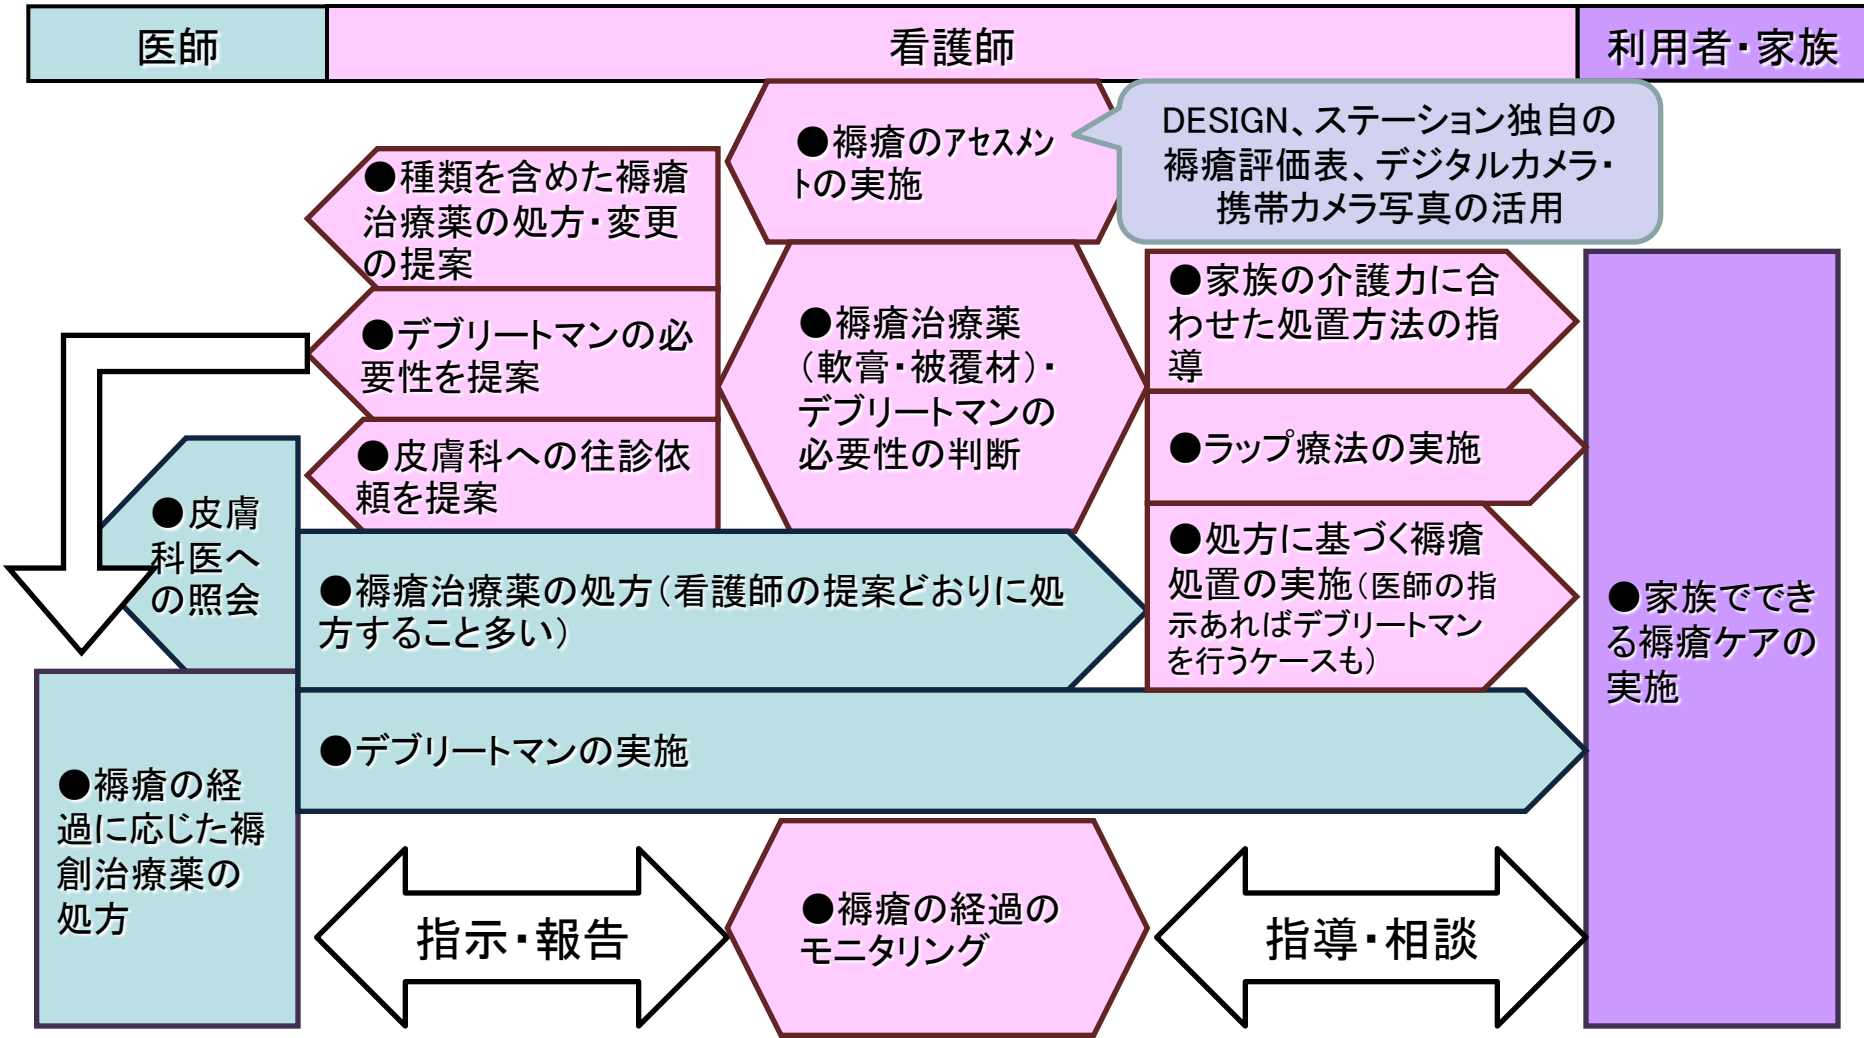 医師
看護師
利用者・家族
●褥瘡のアセスメン
トの実施
DESIGN、ステーション独自の
褥瘡評価表、デジタルカメラ・
携帯カメラ写真の活用
●種類を含めた褥瘡
治療薬の処方・変更
の提案
●デブリートマンの必
要性を提案
●皮膚科への往診依
頼を提案
●褥瘡治療薬
（軟膏・被覆材）・
デブリートマンの
必要性の判断
●家族の介護力に合
わせた処置方法の指
導
●ラップ療法の実施
●処方に基づく褥瘡
処置の実施（医師の指
示あればデブリートマン
を行うケースも）
●皮膚
科医へ
の照会
●褥瘡治療薬の処方（看護師の提案どおりに処
方すること多い）
●デブリートマンの実施
●家族ででき
る褥瘡ケアの
実施
●褥瘡の経
過に応じた褥
創治療薬の
処方
指示・報告
●褥瘡の経過の
モニタリング
指導・相談